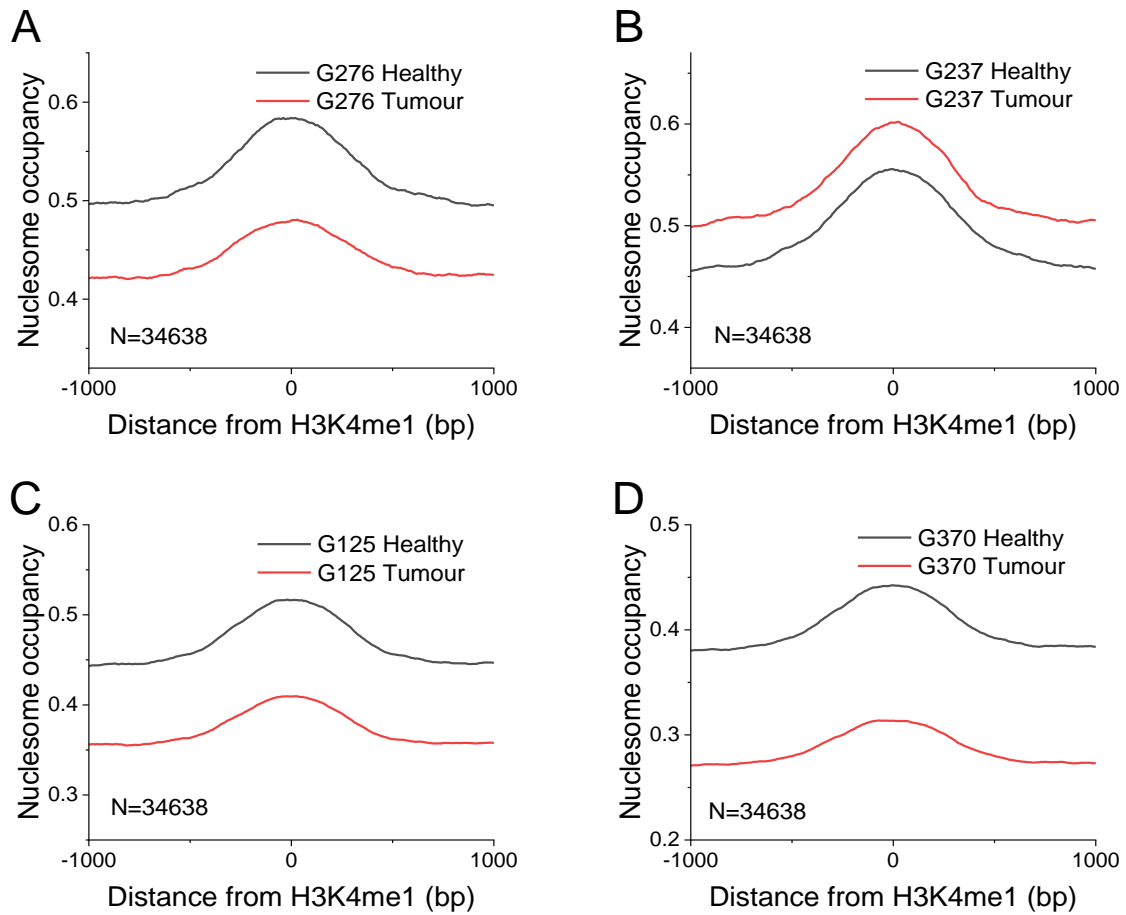 A
G276 Healthy
G276 Tumour
Nuclesome occupancy
0.6
0.5
0.4
N=34638
-1000
0
1000
Distance from H3K4me1 (bp)
B
G237 Healthy
G237 Tumour
Nuclesome occupancy
0.6
0.5
0.4
N=34638
-1000
0
1000
Distance from H3K4me1 (bp)
C
G125 Healthy
G125 Tumour
Nuclesome occupancy
0.6
0.5
0.4
0.3
N=34638
-1000
0
1000
Distance from H3K4me1 (bp)
D
G370 Healthy
G370 Tumour
Nuclesome occupancy
0.5
0.4
0.3
0.2
N=34638
-1000
0
1000
Distance from H3K4me1 (bp)